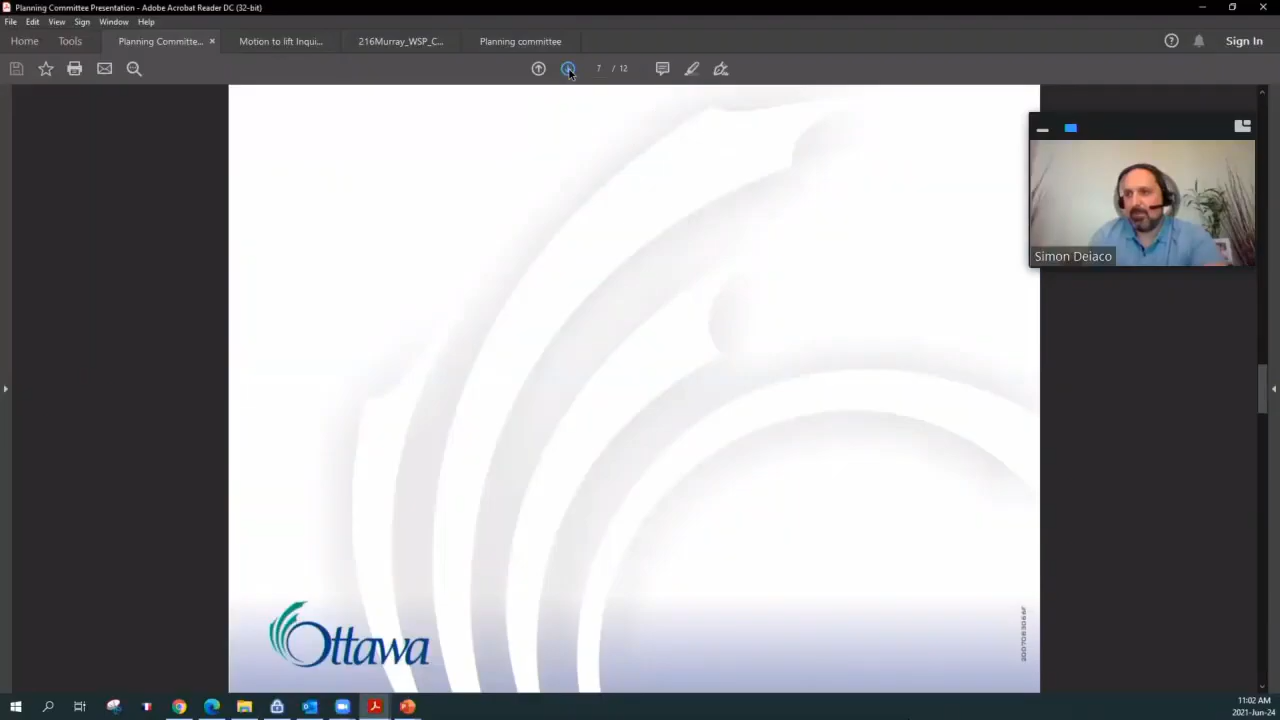 Planning Committee Presentation - Adobe Acrobat Reader DC (32-bit)
File Edit View Sign Window Help
Home Tools Planning Committe... × Motion to lift Inqui... 216Murray_WSP_C... Planning committee Sign In
7 / 12
Simon Deiaco
Ottawa
2007063066F
11:02 AM
2021-Jun-24